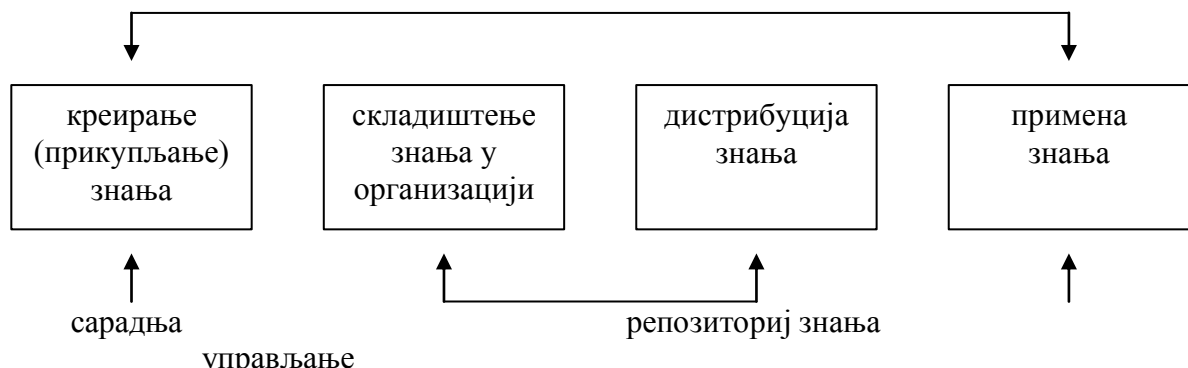 креирање
(прикупљање)
знања
складиштење
знања у
организацији
дистрибуција
знања
примена
знања
сарадња
репозиториј знања
управљање